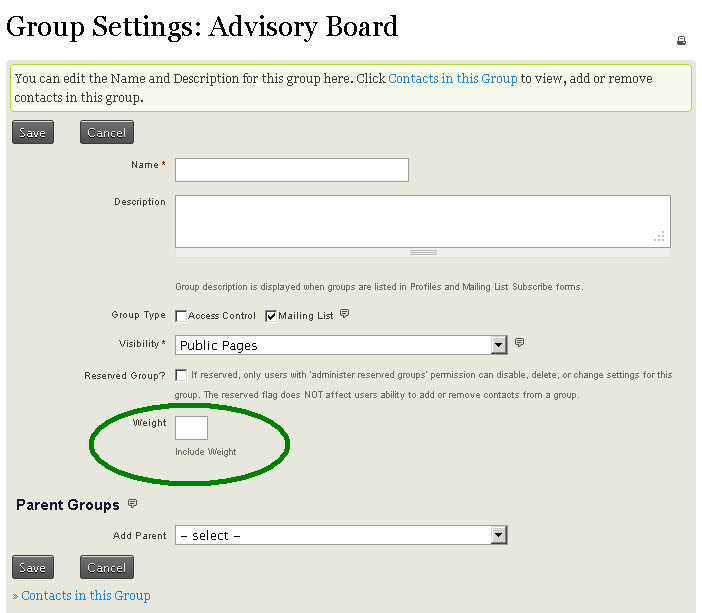 Group Settings: Advisory Board
You can edit the Name and Description for this group here. Click Contacts in this Group to view, add or remove
contacts in this group.
Save Cancel
Name *
Description
Group description is displayed when groups are listed in Profiles and Mailing List Subscribe forms.
Group Type Access Control Mailing List
Visibility * Public Pages
Reserved Group? If reserved, only users with 'administer reserved groups' permission can disable, delete, or change settings for this
group. The reserved flag does NOT affect users ability to add or remove contacts from a group.
Weight
Include Weight
Parent Groups
Add Parent – select –
Save Cancel
» Contacts in this Group